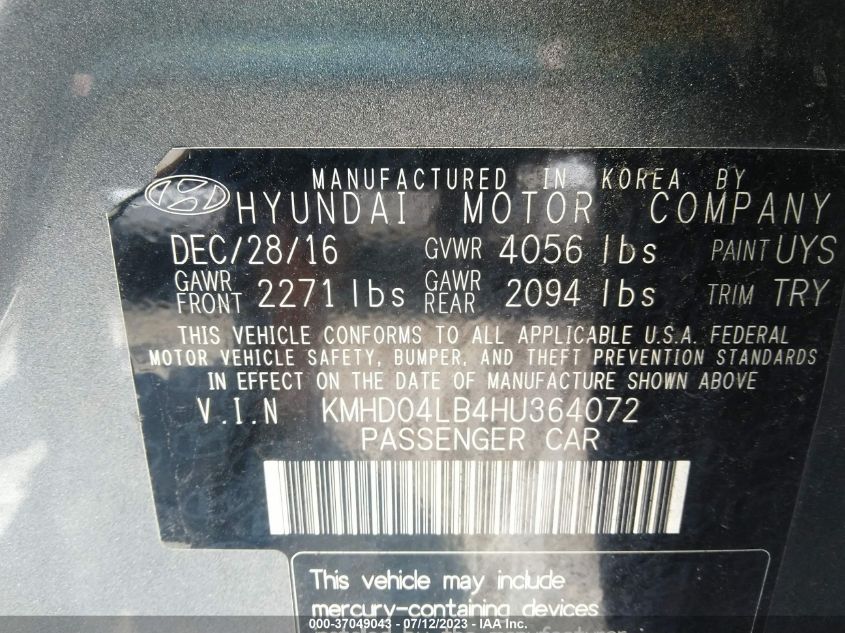 MANUFACTURED IN KOREA BY
HYUNDAI MOTOR COMPANY
DEC/28/16 GVWR 4056 lbs PAINT UYS
GAWR FRONT 2271 lbs GAWR REAR 2094 lbs TRIM TRY
THIS VEHICLE CONFORMS TO ALL APPLICABLE U.S.A. FEDERAL
MOTOR VEHICLE SAFETY, BUMPER, AND THEFT PREVENTION STANDARDS
IN EFFECT ON THE DATE OF MANUFACTURE SHOWN ABOVE
V.I.N KMHD04LB4HU364072
PASSENGER CAR
This vehicle may include
mercury-containing devices
000-37049043 - 07/12/2023 - © IAA Inc.